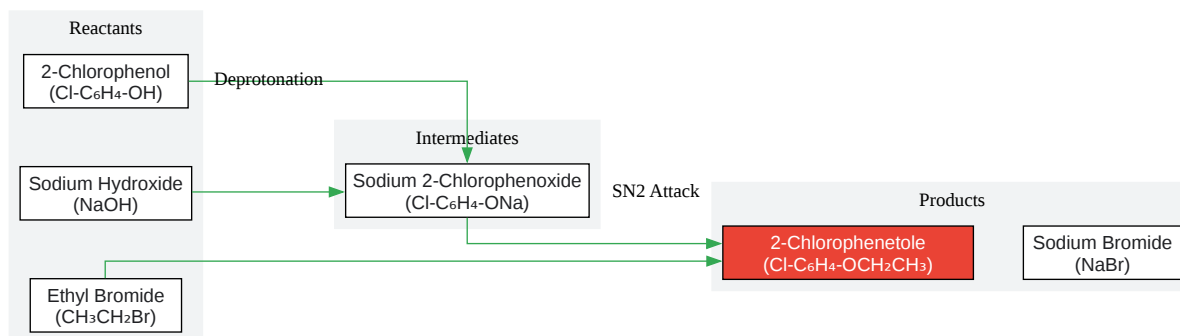 Reactants
2-Chlorophenol
(Cl-C₆H₄-OH)
Deprotonation
Intermediates
Sodium Hydroxide
(NaOH)
Sodium 2-Chlorophenoxide
(Cl-C₆H₄-ONa)
SN2 Attack
Products
2-Chlorophenetole
(Cl-C₆H₄-OCH₂CH₃)
Sodium Bromide
(NaBr)
Ethyl Bromide
(CH₃CH₂Br)